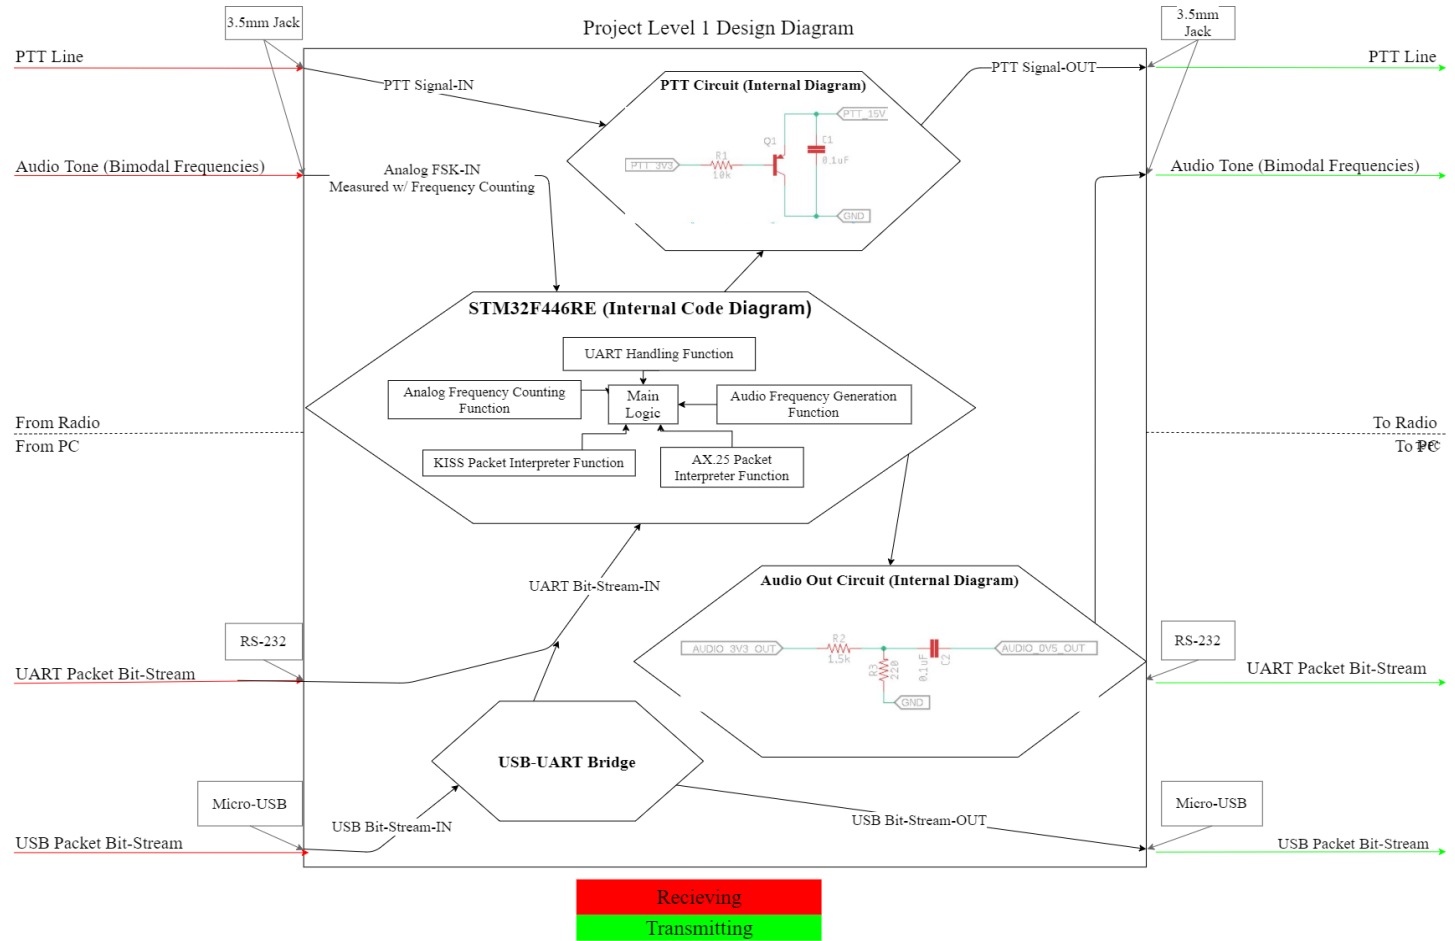 Project Level 1 Design Diagram
3.5mm Jack
3.5mm
Jack
PTT Line
PTT Line
PTT Signal-IN
PTT Signal-OUT
PTT Circuit (Internal Diagram)
PTT_15V
Q1
C1
0.1uF
PTT_3V3
R1
10k
GND
Audio Tone (Bimodal Frequencies)
Analog FSK-IN
Measured w/ Frequency Counting
Audio Tone (Bimodal Frequencies)
STM32F446RE (Internal Code Diagram)
UART Handling Function
Analog Frequency Counting
Function
Main
Logic
Audio Frequency Generation
Function
KISS Packet Interpreter Function
AX.25 Packet
Interpreter Function
From Radio
From PC
To Radio
To PC
UART Bit-Stream-IN
Audio Out Circuit (Internal Diagram)
AUDIO_3V3_OUT
R2
1.5k
R3
220
0.1uF
C2
AUDIO_0V5_OUT
GND
RS-232
RS-232
UART Packet Bit-Stream
UART Packet Bit-Stream
USB-UART Bridge
Micro-USB
Micro-USB
USB Bit-Stream-IN
USB Bit-Stream-OUT
USB Packet Bit-Stream
USB Packet Bit-Stream
Recieving
Transmitting